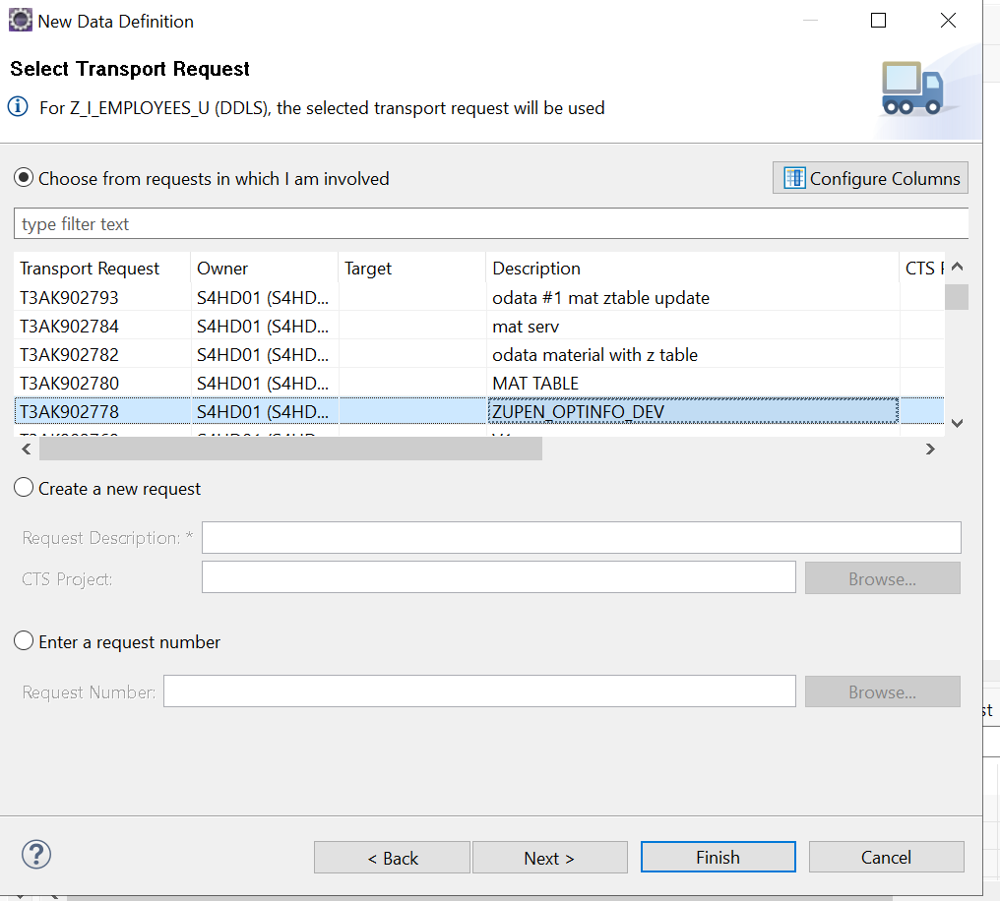 New Data Definition
Select Transport Request
For Z_I_EMPLOYEES_U (DDLS), the selected transport request will be used
Choose from requests in which I am involved
Configure Columns
type filter text
Transport Request Owner Target Description CTS
T3AK902793 S4HD01 (S4HD... odata #1 mat ztable update
T3AK902784 S4HD01 (S4HD... mat serv
T3AK902782 S4HD01 (S4HD... odata material with z table
T3AK902780 S4HD01 (S4HD... MAT TABLE
T3AK902778 S4HD01 (S4HD... ZUPEN_OPTINFO_DEV
Create a new request
Request Description: *
CTS Project:
Browse...
Enter a request number
Request Number:
Browse...
st
?
< Back
Next >
Finish
Cancel